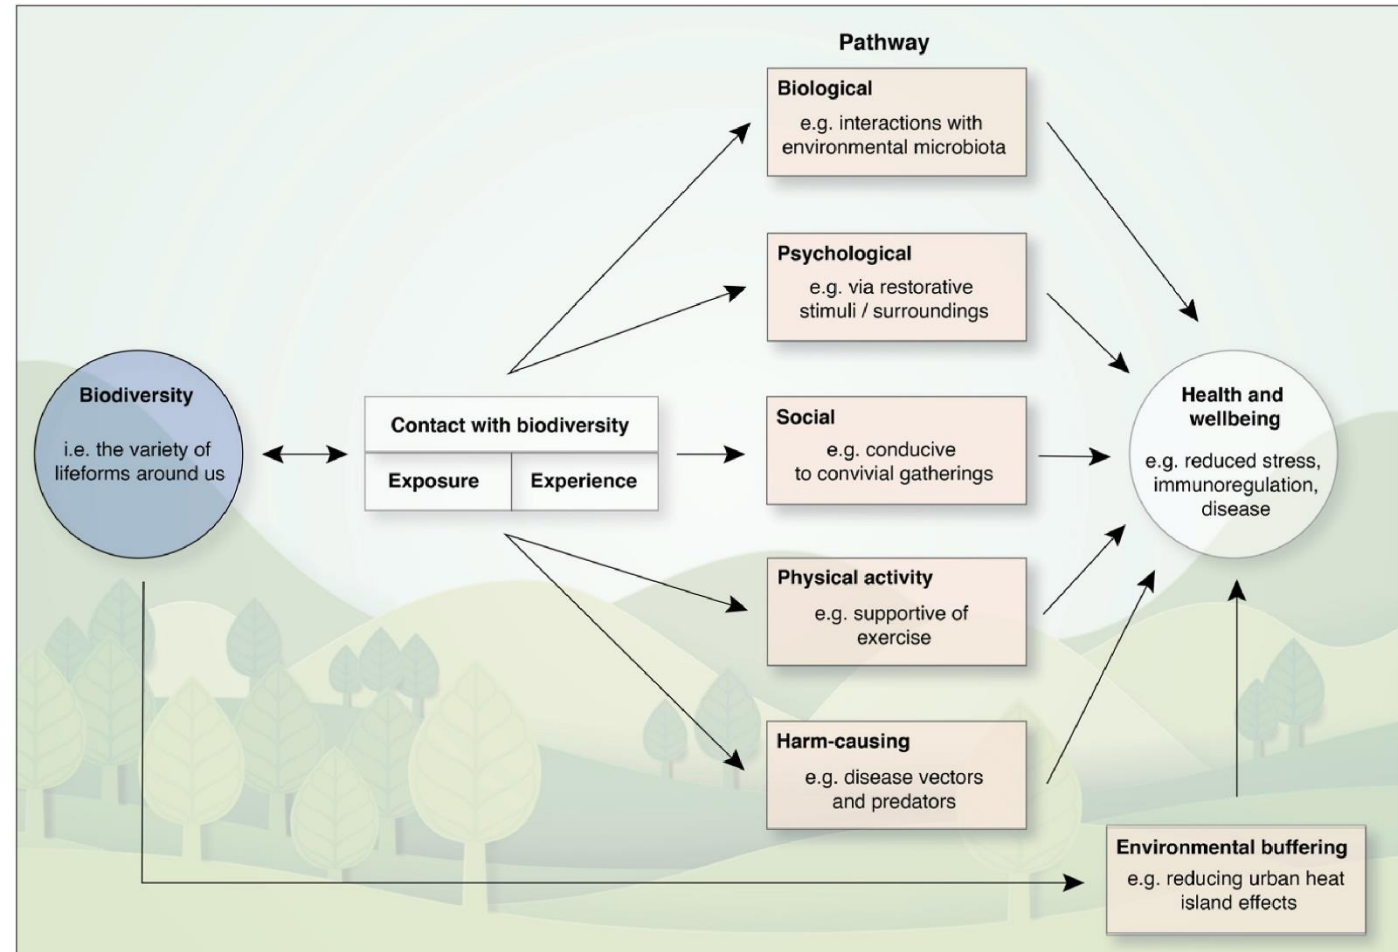 Pathway
Biological
e.g. interactions with
environmental microbiota
Psychological
e.g. via restorative
stimuli / surroundings
Biodiversity
i.e. the variety of
lifeforms around us
Contact with biodiversity
Exposure
Experience
Social
e.g. conducive
to convivial gatherings
Health and
wellbeing
e.g. reduced stress,
immunoregulation,
disease
Physical activity
e.g. supportive of
exercise
Harm-causing
e.g. disease vectors
and predators
Environmental buffering
e.g. reducing urban heat
island effects